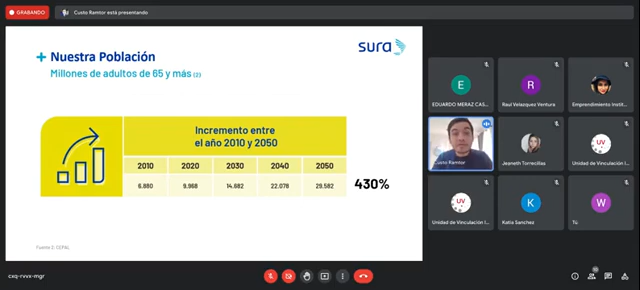 GRABANDO
Custo Ramtor está presentando
+ Nuestra Población
Millones de adultos de 65 y más (2)
sura
Incremento entre
el año 2010 y 2050
2010 2020 2030 2040 2050
6.880 9.968 14.682 22.078 29.582
430%
Fuente 2: CEPAL
E
EDUARDO MERAZ CAS...
R
Raul Velazquez Ventura
Emprendimiento Instit...
Custo Ramtor
Jeaneth Torrecillas
UV
Unidad de Vinculación I...
UV
Unidad de Vinculación I...
K
Katia Sanchez
W
Tú
cxq-rvvx-mgr